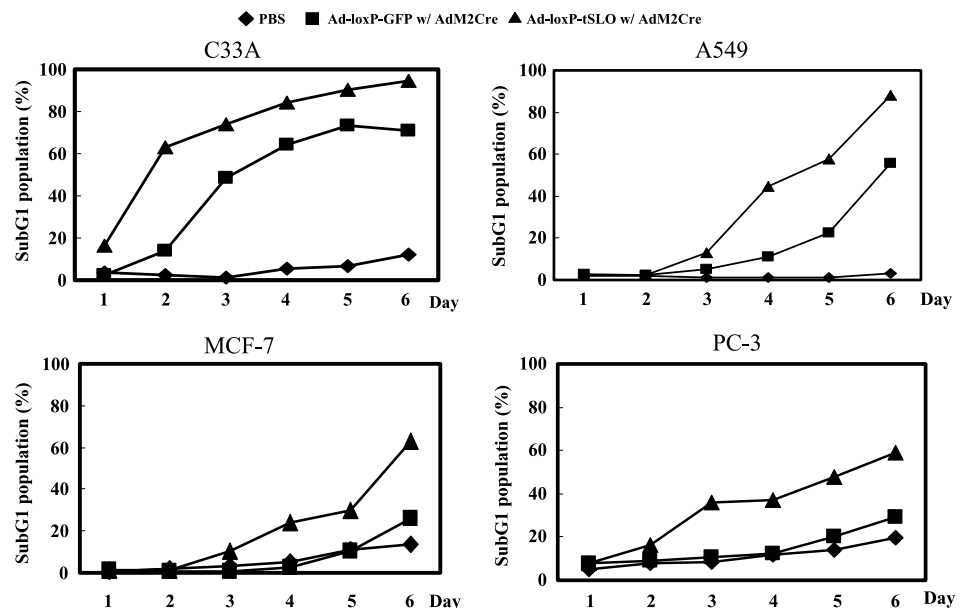 PBS Ad-loxP-GFP w/ AdM2Cre Ad-loxP-tSLO w/ AdM2Cre
C33A
SubG1 population (%)
100
80
60
40
20
0
1 2 3 4 5 6 Day
A549
SubG1 population (%)
100
80
60
40
20
0
1 2 3 4 5 6 Day
MCF-7
SubG1 population (%)
100
80
60
40
20
0
1 2 3 4 5 6 Day
PC-3
SubG1 population (%)
100
80
60
40
20
0
1 2 3 4 5 6 Day